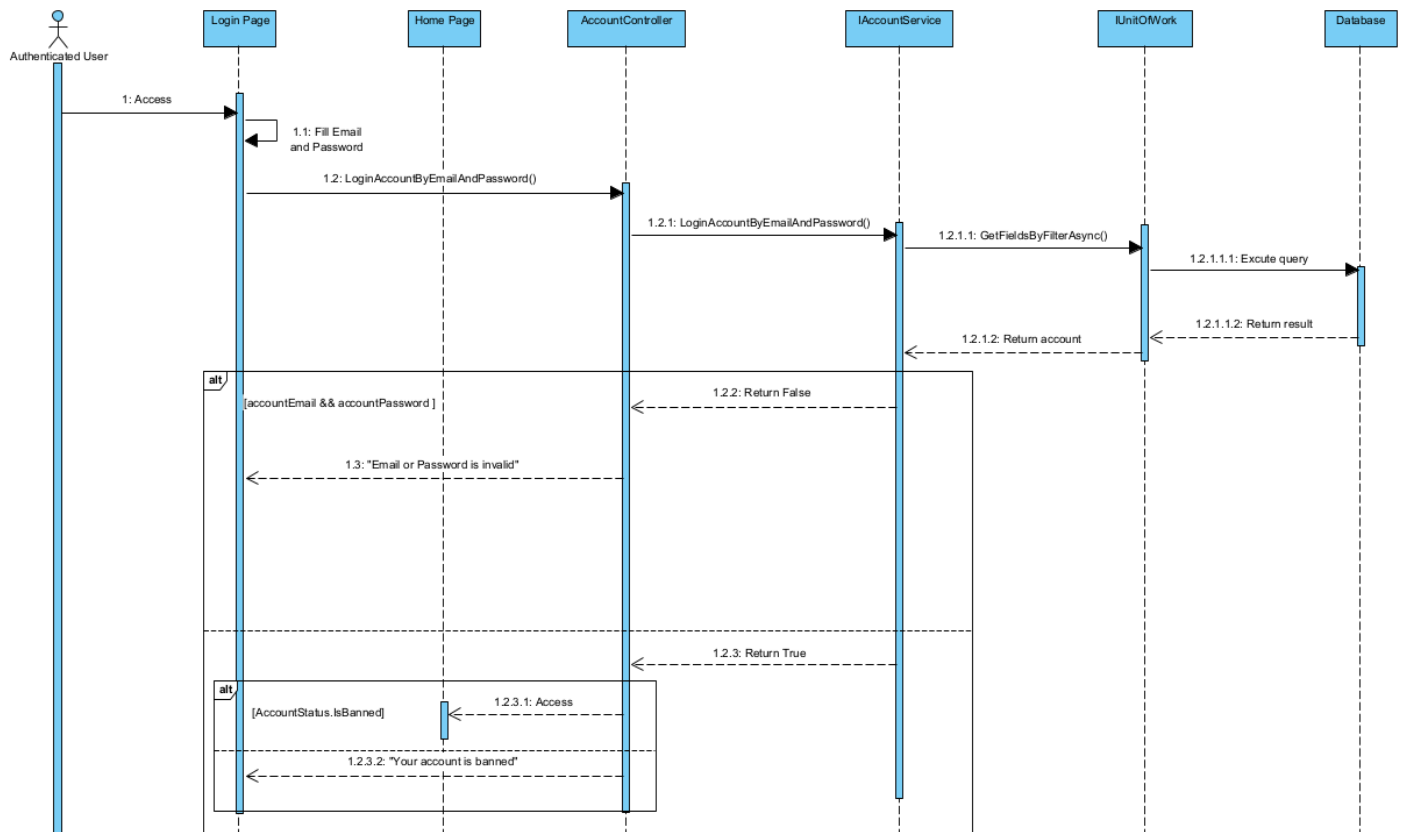 Login Page
Home Page
AccountController
IAccountService
IUnitOfWork
Database
Authenticated User
1: Access
1.1: Fill Email
and Password
1.2: LoginAccountByEmailAndPassword()
1.2.1: LoginAccountByEmailAndPassword()
1.2.1.1: GetFieldsByFilterAsync()
1.2.1.1.1: Excute query
1.2.1.1.2: Return result
1.2.1.2: Return account
alt
[accountEmail && accountPassword ]
1.2.2: Return False
1.3: "Email or Password is invalid"
1.2.3: Return True
alt
[AccountStatus.IsBanned]
1.2.3.1: Access
1.2.3.2: "Your account is banned"